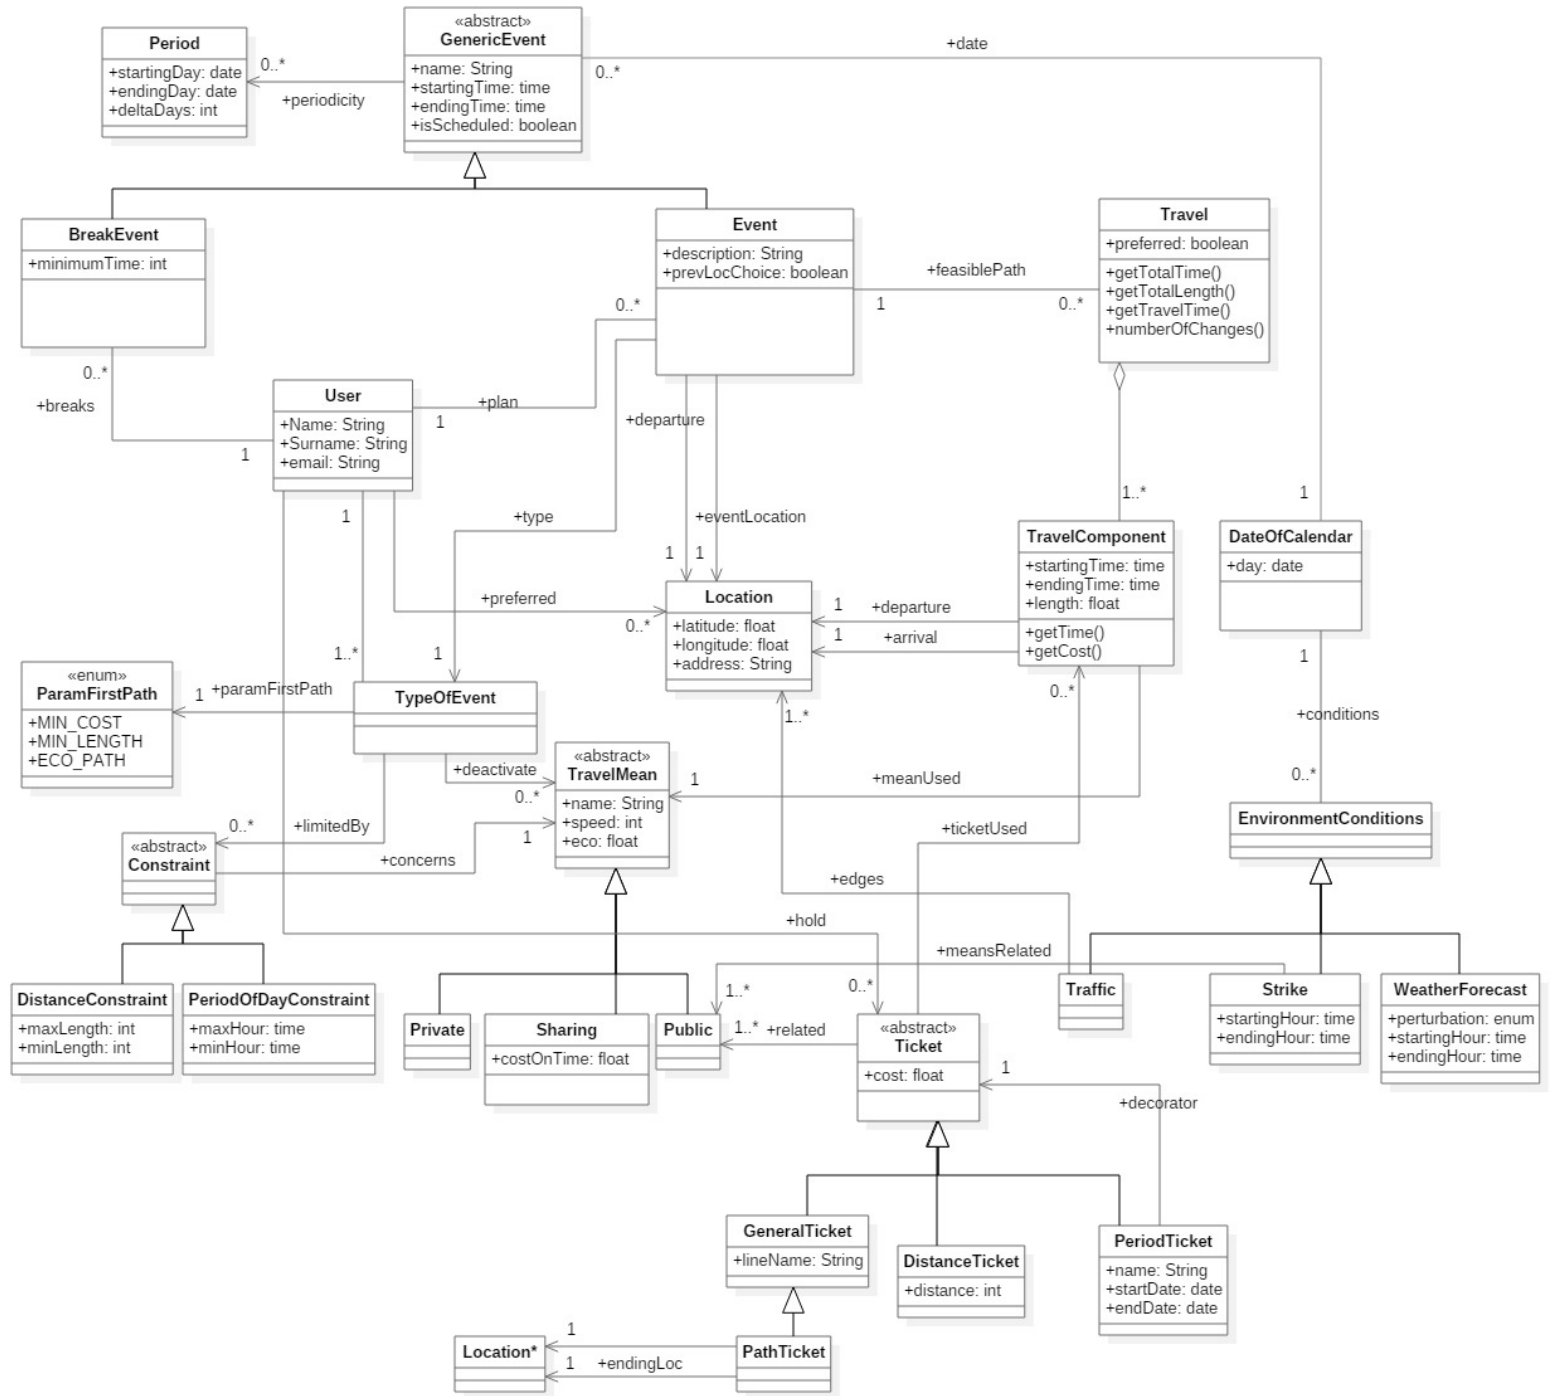 «abstract»
GenericEvent
+name: String
+startingTime: time
+endingTime: time
+isScheduled: boolean
Period
+startingDay: date
+endingDay: date
+deltaDays: int
0..*
+periodicity
+date
0..*
BreakEvent
+minimumTime: int
Event
+description: String
+prevLocChoice: boolean
Travel
+preferred: boolean
+getTotalTime()
+getTotalLength()
+getTravelTime()
+numberOfChanges()
+feasiblePath
1
0..*
0..*
0..*
+breaks
1
User
+Name: String
+Surname: String
+email: String
+plan
1
+departure
+eventLocation
1
1
+type
1
1
1..*
+preferred
0..*
1..*
TravelComponent
+startingTime: time
+endingTime: time
+length: float
+getTime()
+getCost()
1
DateOfCalendar
+day: date
Location
+latitude: float
+longitude: float
+address: String
1
+departure
1
+arrival
«enum»
ParamFirstPath
+MIN_COST
+MIN_LENGTH
+ECO_PATH
1
+paramFirstPath
TypeOfEvent
+deactivate
0..*
«abstract»
TravelMean
+name: String
+speed: int
+eco: float
1..*
0..*
1
+meanUsed
1
+conditions
0..*
EnvironmentConditions
0..*
+limitedBy
+concerns
1
«abstract»
Constraint
+ticketUsed
+edges
+hold
+meansRelated
DistanceConstraint
+maxLength: int
+minLength: int
PeriodOfDayConstraint
+maxHour: time
+minHour: time
Private
Sharing
+costOnTime: float
Public
1..*
1..*
+related
0..*
«abstract»
Ticket
+cost: float
Traffic
Strike
+startingHour: time
+endingHour: time
WeatherForecast
+perturbation: enum
+startingHour: time
+endingHour: time
1
+decorator
GeneralTicket
+lineName: String
DistanceTicket
+distance: int
PeriodTicket
+name: String
+startDate: date
+endDate: date
Location*
1
1
+endingLoc
PathTicket